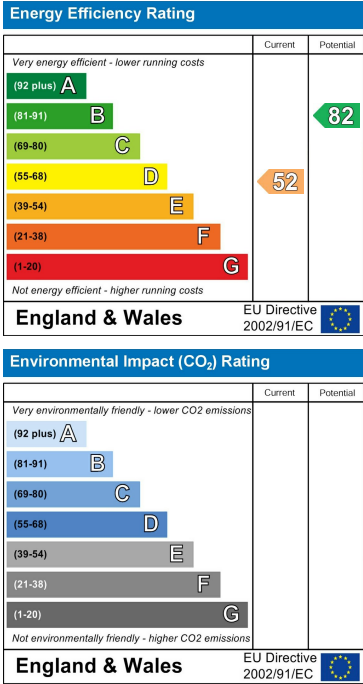 Energy Efficiency Rating
Current Potential
Very energy efficient - lower running costs
(92 plus) A
(81-91) B
82
(69-80) C
(55-68) D
52
(39-54) E
(21-38) F
(1-20) G
Not energy efficient - higher running costs
England & Wales
EU Directive
2002/91/EC
Environmental Impact (CO₂) Rating
Current Potential
Very environmentally friendly - lower CO2 emissions
(92 plus) A
(81-91) B
(69-80) C
(55-68) D
(39-54) E
(21-38) F
(1-20) G
Not environmentally friendly - higher CO2 emissions
England & Wales
EU Directive
2002/91/EC